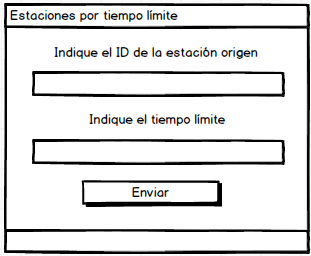 Estaciones por tiempo límite
Indique el ID de la estación origen
Indique el tiempo límite
Enviar